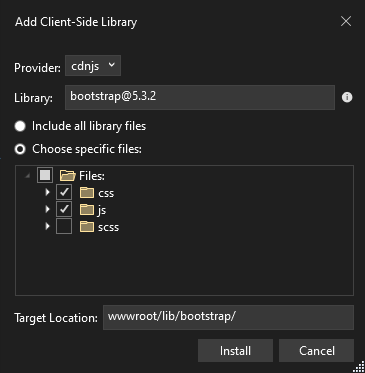 Add Client-Side Library
Provider: cdnjs
Library: bootstrap@5.3.2
Include all library files
Choose specific files:
Files:
css
js
scss
Target Location: wwwroot/lib/bootstrap/
Install Cancel